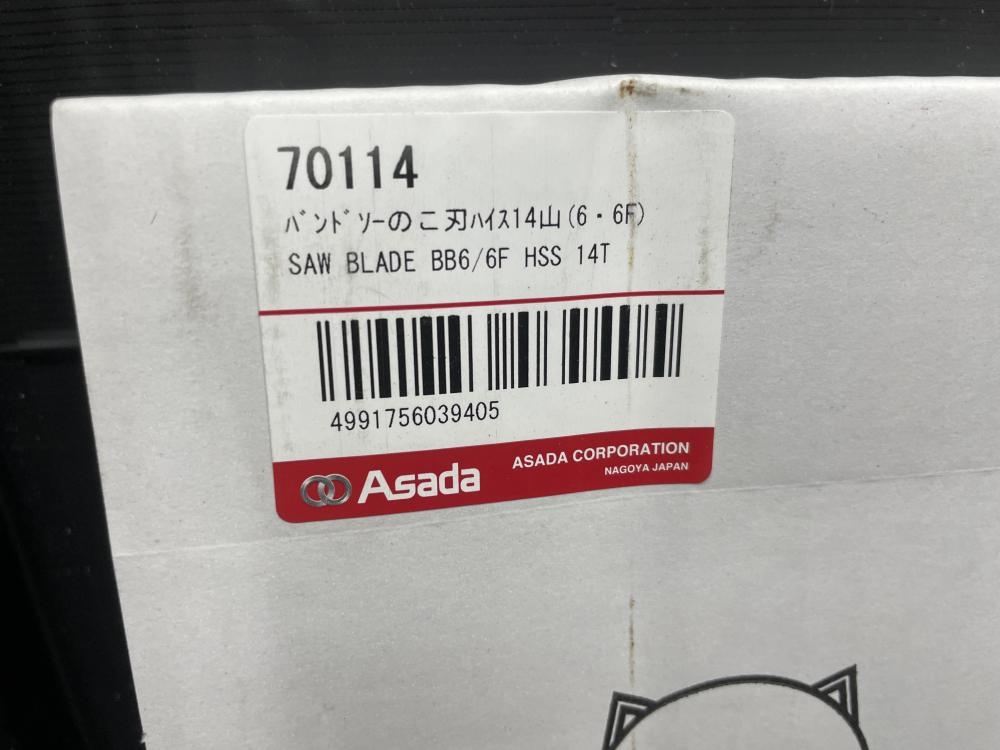 70114
ﾊﾞﾝﾄﾞｿｰのこ刃ﾊｲｽ14山(6・6F)
SAW BLADE BB6/6F HSS 14T
4991756039405
Asada
ASADA CORPORATION
NAGOYA JAPAN